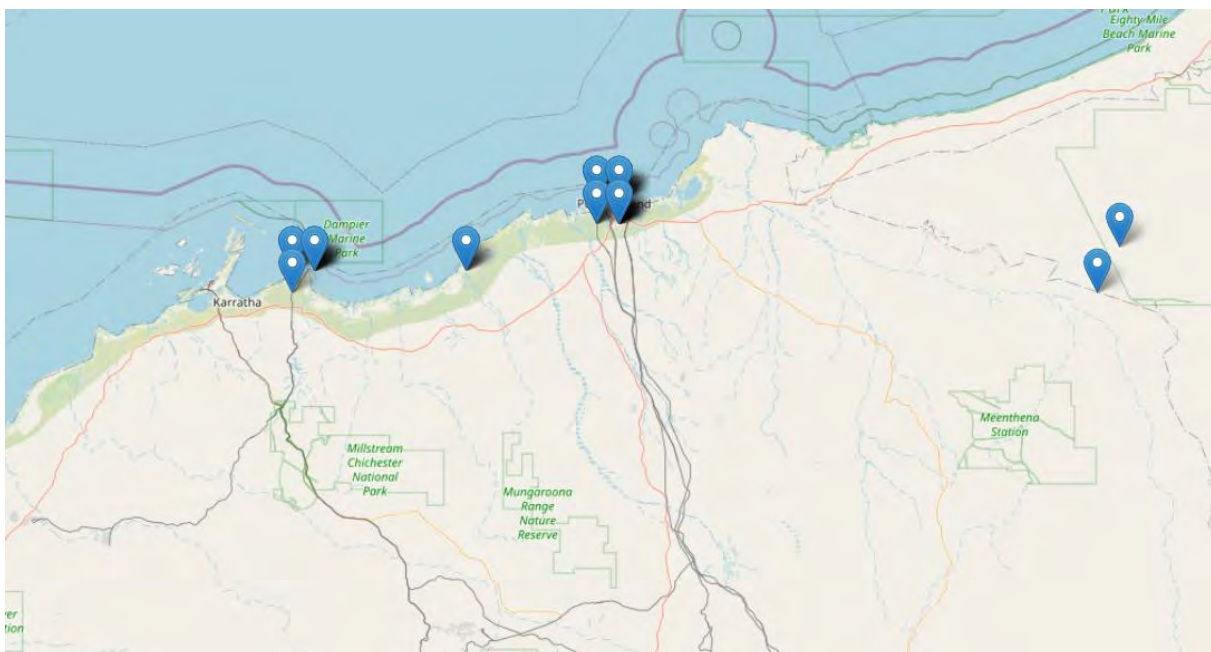 Eighty Mile
Beach Marine
Park
Dampier
Marine
Park
Karratha
Meenthena
Station
Millstream
Chichester
National
Park
Mungaroona
Range
Nature
Reserve